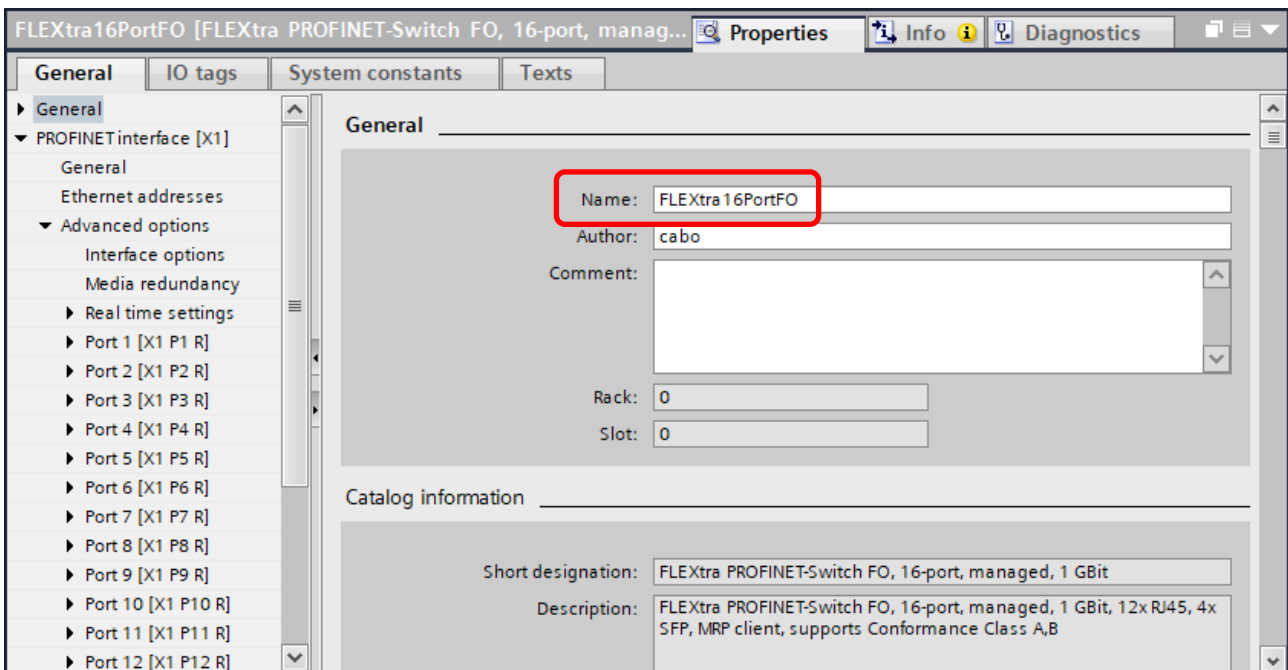 FLEXtra16PortFO [FLEXtra PROFINET-Switch FO, 16-port, manag...
Properties
Info
Diagnostics
General
IO tags
System constants
Texts
General
PROFINET interface [X1]
General
Ethernet addresses
Advanced options
Interface options
Media redundancy
Real time settings
Port 1 [X1 P1 R]
Port 2 [X1 P2 R]
Port 3 [X1 P3 R]
Port 4 [X1 P4 R]
Port 5 [X1 P5 R]
Port 6 [X1 P6 R]
Port 7 [X1 P7 R]
Port 8 [X1 P8 R]
Port 9 [X1 P9 R]
Port 10 [X1 P10 R]
Port 11 [X1 P11 R]
Port 12 [X1 P12 R]
General
Name: FLEXtra16PortFO
Author: cabo
Comment:
Rack: 0
Slot: 0
Catalog information
Short designation: FLEXtra PROFINET-Switch FO, 16-port, managed, 1 GBit
Description: FLEXtra PROFINET-Switch FO, 16-port, managed, 1 GBit, 12x RJ45, 4x
SFP, MRP client, supports Conformance Class A,B